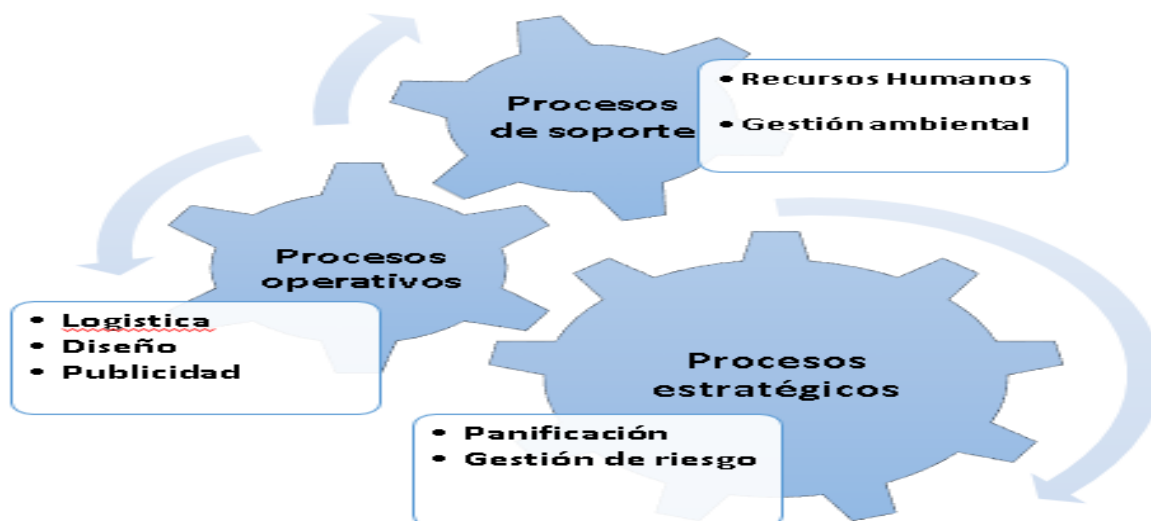 Procesos
de soporte
• Recursos Humanos
• Gestión ambiental
Procesos
operativos
• Logistica
• Diseño
• Publicidad
Procesos
estratégicos
• Panificación
• Gestión de riesgo